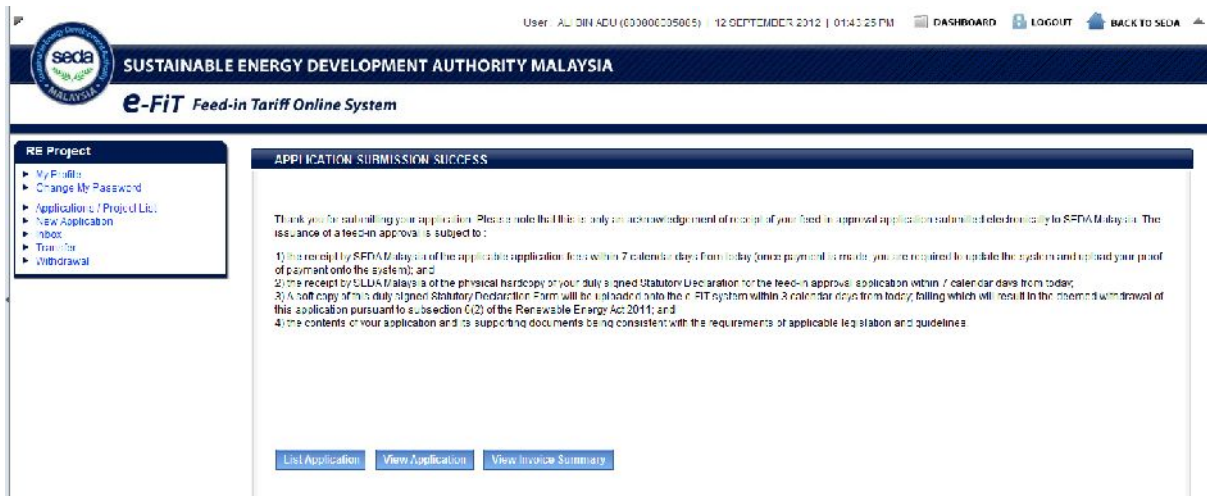 User : ALI BIN ABU | 12 SEPTEMBER 2012 | 01:43:25 PM DASHBOARD LOGOUT BACK TO SEDA
seda
MALAYSIA
SUSTAINABLE ENERGY DEVELOPMENT AUTHORITY MALAYSIA
e-FiT Feed-in Tariff Online System
RE Project
My Profile
Change My Password
Applications / Project List
New Application
Inbox
Transfer
Withdrawal
APPLICATION SUBMISSION SUCCESS
Thank you for submitting your application. Please note that this is only an acknowledgement of receipt of your feed-in approval application submitted electronically to SEDA Malaysia. The
issuance of a feed-in approval is subject to :
1) the receipt by SEDA Malaysia of the applicable application fees within 7 calendar days from today (once payment is made, you are required to update the system and upload your proof
of payment onto the system); and
2) the receipt by SEDA Malaysia of the physical hardcopy of your duly signed Statutory Declaration for the feed-in approval application within 7 calendar days from today;
3) A soft copy of this duly signed Statutory Declaration Form will be uploaded onto the e-FIT system within 3 calendar days from today, failing which will result in the deemed withdrawal of
this application pursuant to subsection 6(2) of the Renewable Energy Act 2011; and
4) the contents of your application and its supporting documents being consistent with the requirements of applicable legislation and guidelines.
List Application View Application View Invoice Summary